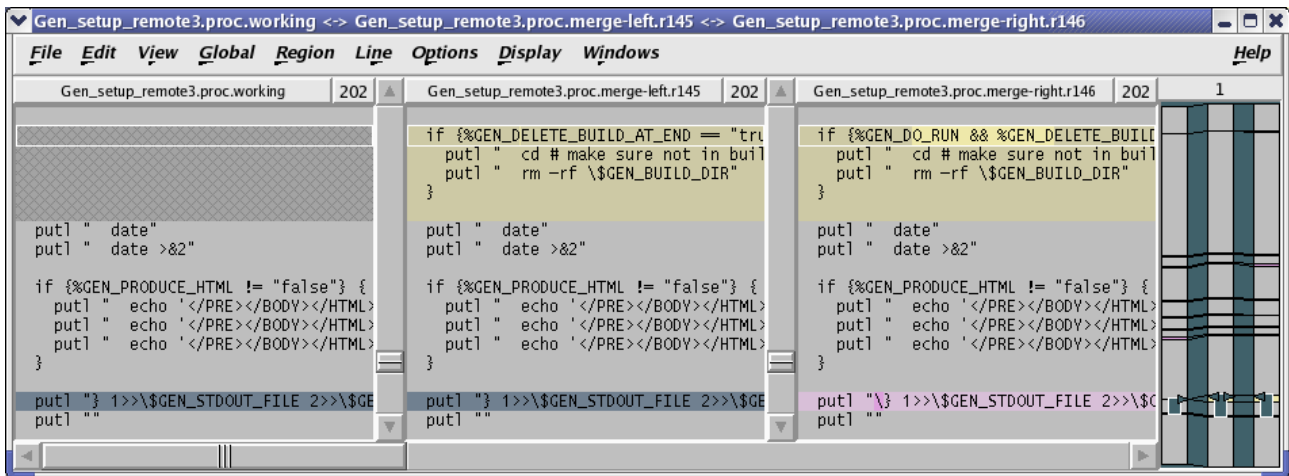 Gen_setup_remote3.proc.working <-> Gen_setup_remote3.proc.merge-left.r145 <-> Gen_setup_remote3.proc.merge-right.r146
File Edit View Global Region Line Options Display Windows Help
Gen_setup_remote3.proc.working 202 Gen_setup_remote3.proc.merge-left.r145 202 Gen_setup_remote3.proc.merge-right.r146 202 1
putl "  date"
putl "  date >&2"
if {%GEN_PRODUCE_HTML != "false"} {
  putl "  echo '</PRE></BODY></HTML>
  putl "  echo '</PRE></BODY></HTML>
  putl "  echo '</PRE></BODY></HTML>
}
putl "} 1>>\$GEN_STDOUT_FILE 2>>\$GE
putl ""
if {%GEN_DELETE_BUILD_AT_END == "tru
  putl "  cd # make sure not in buil
  putl "  rm -rf \$GEN_BUILD_DIR"
}
putl "  date"
putl "  date >&2"
if {%GEN_PRODUCE_HTML != "false"} {
  putl "  echo '</PRE></BODY></HTML>
  putl "  echo '</PRE></BODY></HTML>
  putl "  echo '</PRE></BODY></HTML>
}
putl "} 1>>\$GEN_STDOUT_FILE 2>>\$GE
putl ""
if {%GEN_DO_RUN && %GEN_DELETE_BUILD
  putl "  cd # make sure not in buil
  putl "  rm -rf \$GEN_BUILD_DIR"
}
putl "  date"
putl "  date >&2"
if {%GEN_PRODUCE_HTML != "false"} {
  putl "  echo '</PRE></BODY></HTML>
  putl "  echo '</PRE></BODY></HTML>
  putl "  echo '</PRE></BODY></HTML>
}
putl "\} 1>>\$GEN_STDOUT_FILE 2>>\$G
putl ""